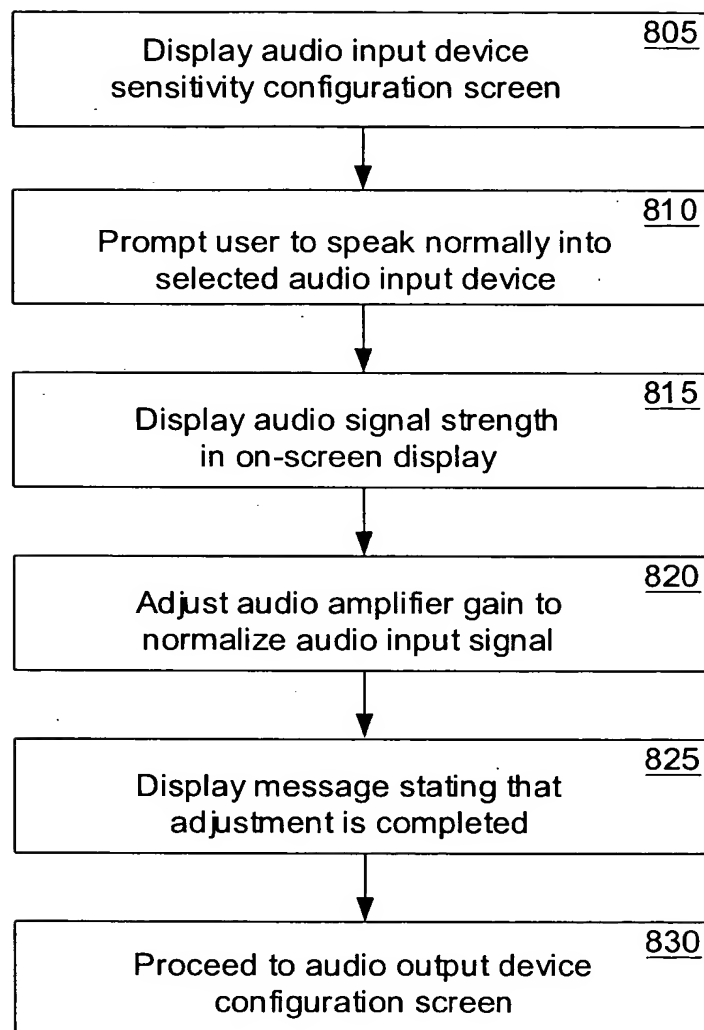 805
Display audio input device
sensitivity configuration screen
810
Prompt user to speak normally into
selected audio input device
815
Display audio signal strength
in on-screen display
820
Adjust audio amplifier gain to
normalize audio input signal
825
Display message stating that
adjustment is completed
830
Proceed to audio output device
configuration screen